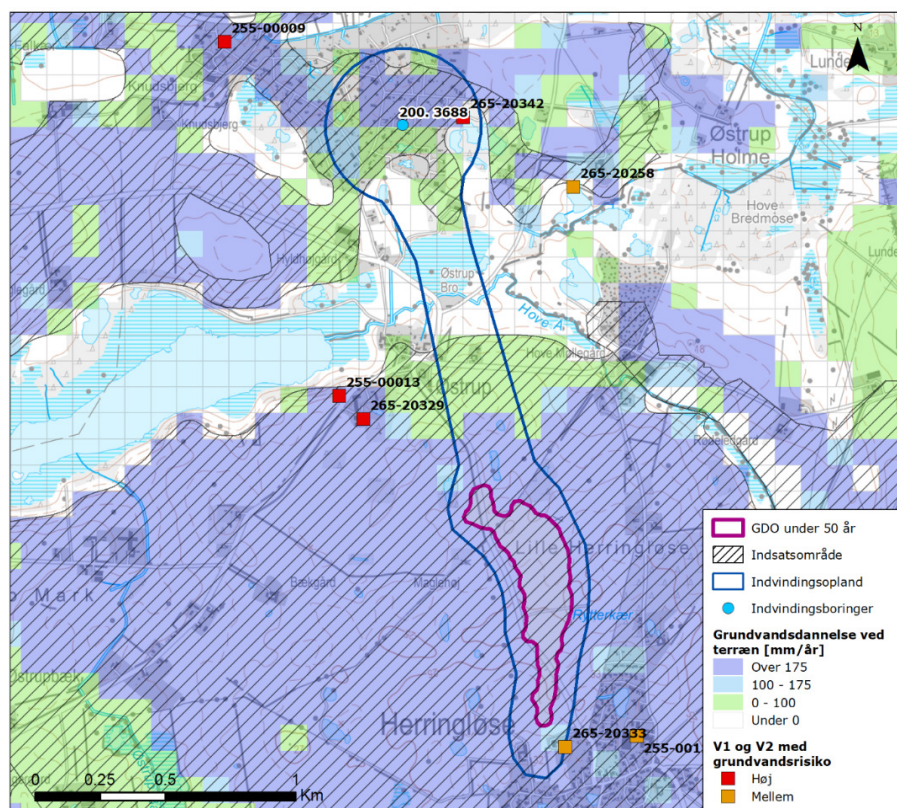 255-00009
N
Lunde
Knudsbjerg
Knudsbjerg
200. 3688
265-20342
Østrup
Holme
265-20258
Hove
Bredmose
Lunde
Hyldhøjgård
Østrup
Bro
Hove Å
Hove Møllegård
255-00013
Østrup
265-20329
Rødeledgård
Lille Herringløse
Bækgård
Maglehøj
Mark
Rytterkær
Østrupbæk
Herringløse
265-20333
255-001
0 0.25 0.5 1
Km
GDO under 50 år
Indsatsområde
Indvindingsopland
Indvindingsboringer
Grundvandsdannelse ved
terræn [mm/år]
Over 175
100 - 175
0 - 100
Under 0
V1 og V2 med
grundvandsrisiko
Høj
Mellem